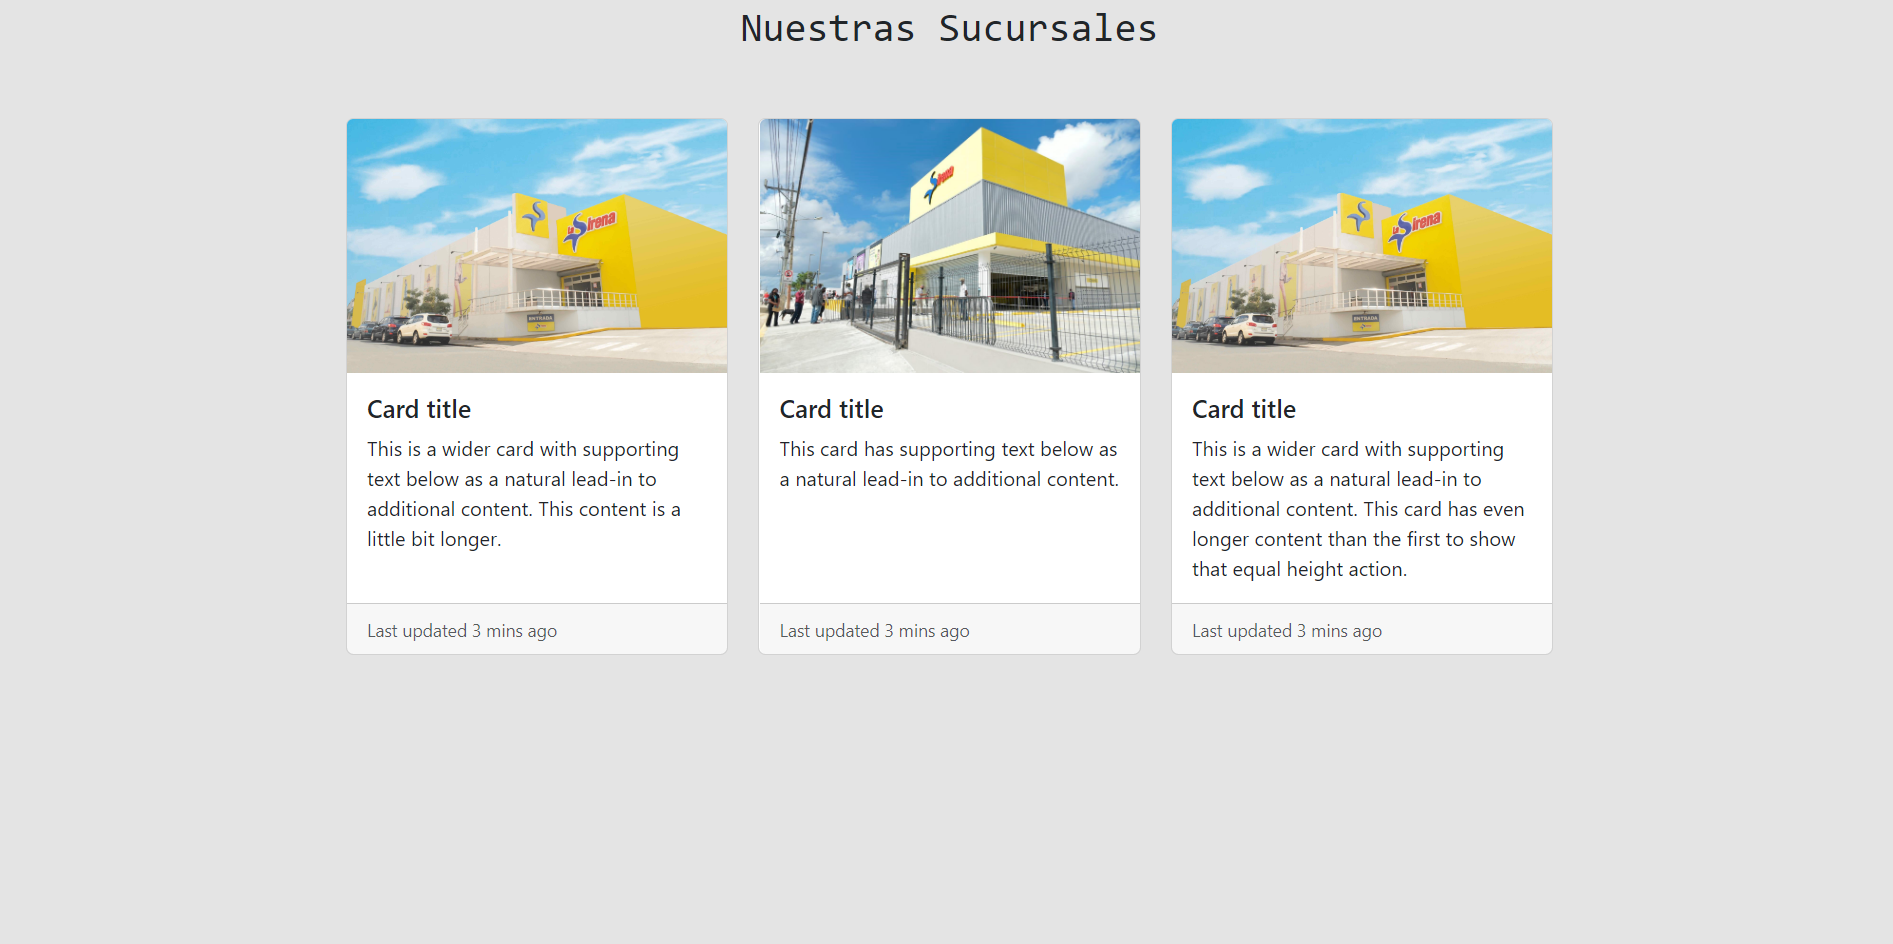 Nuestras Sucursales
La Sirena
ENTRADA
Sirena
La Sirena
ENTRADA
Card title
This is a wider card with supporting
text below as a natural lead-in to
additional content. This content is a
little bit longer.
Last updated 3 mins ago
Card title
This card has supporting text below as
a natural lead-in to additional content.
Last updated 3 mins ago
Card title
This is a wider card with supporting
text below as a natural lead-in to
additional content. This card has even
longer content than the first to show
that equal height action.
Last updated 3 mins ago